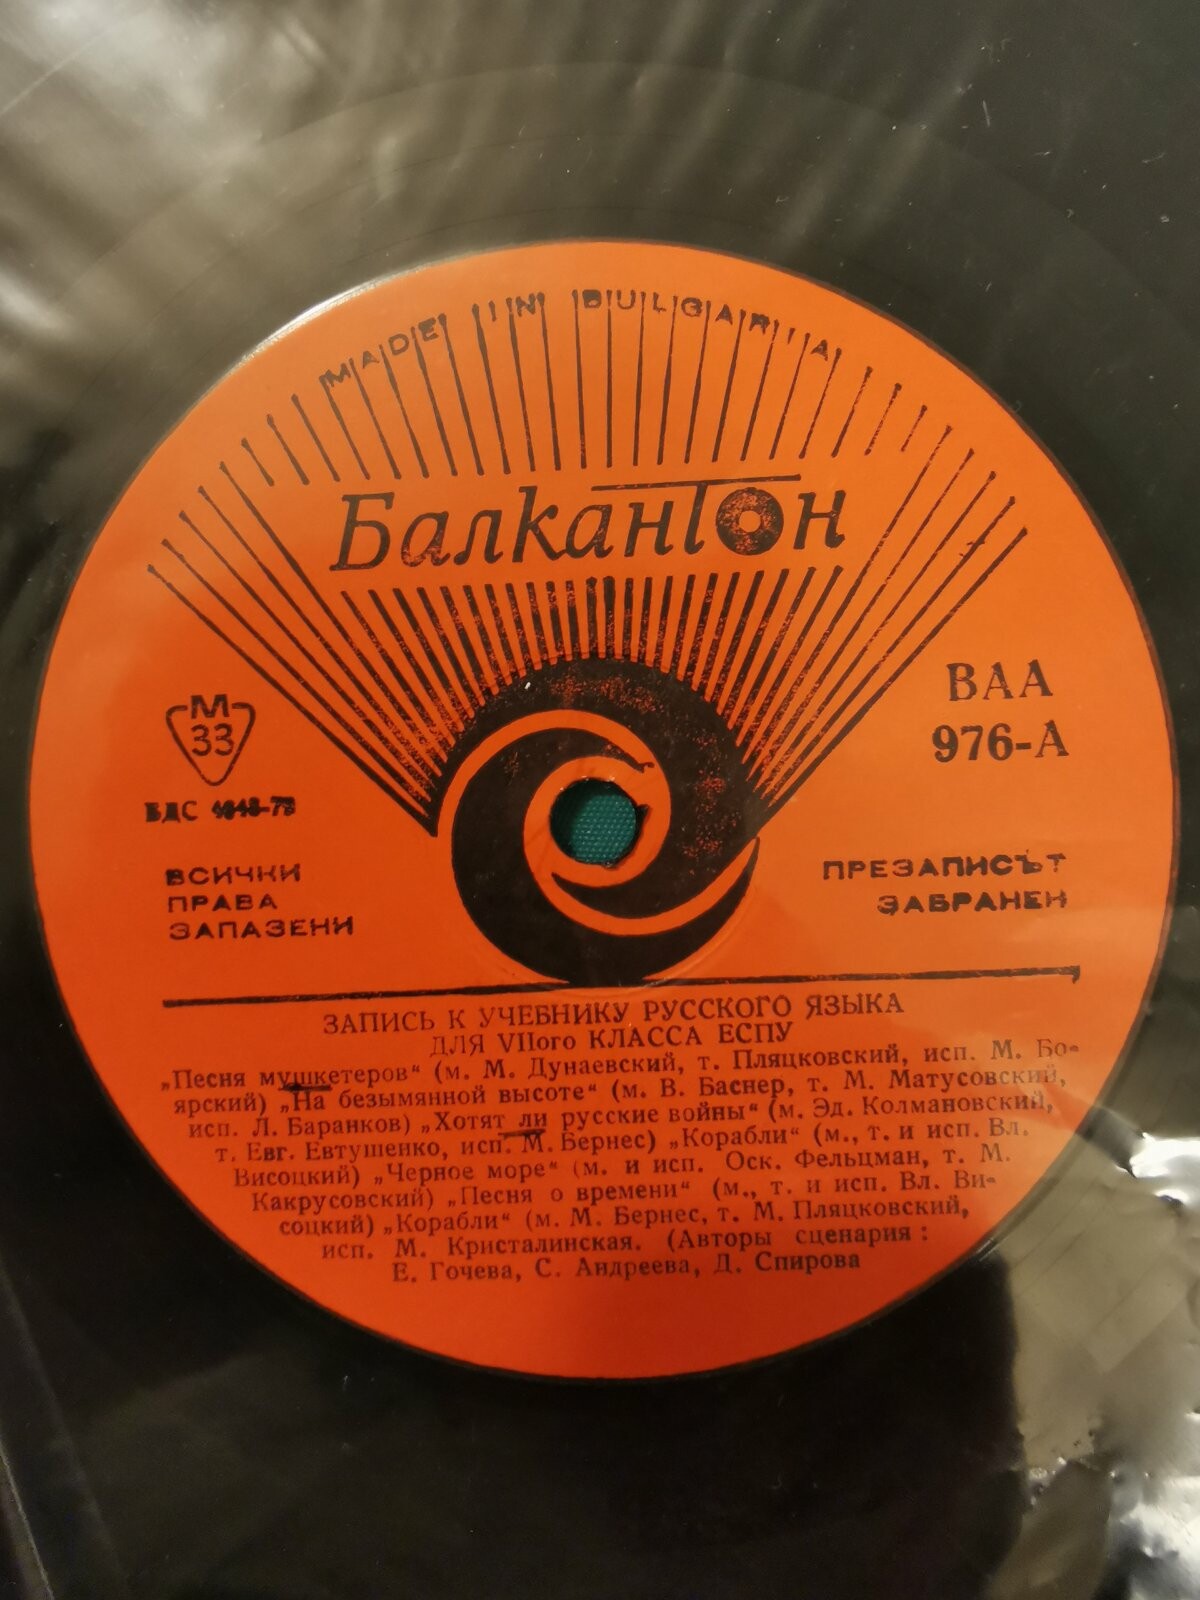 MADE IN BULGARIA
Балкантон
ВАА
976-А
М
33
БДС
ВСИЧКИ
ПРАВА
ЗАПАЗЕНИ
ПРЕЗАПИСЪТ
ЗАБРАНЕН
ЗАПИСЬ К УЧЕБНИКУ РУССКОГО ЯЗЫКА
ДЛЯ VIIого КЛАССА ЕСПУ
„Песня мушкетеров“ (м. М. Дунаевский, т. Пляцковский, исп. М. Бо-
ярский) „На безымянной высоте“ (м. В. Баснер, т. М. Матусовский,
исп. Л. Баранков) „Хотят ли русские войны“ (м. Эд. Колмановский,
т. Евг. Евтушенко, исп. М. Бернес) „Корабли“ (м., т. и исп. Вл.
Висоцкий) „Черное море“ (м. и исп. Оск. Фельцман, т. М.
Какрусовский) „Песня о времени“ (м., т. и исп. Вл. Ви-
соцкий) „Корабли“ (м. М. Бернес, т. М. Пляцковский,
исп. М. Кристалинская. (Авторы сценария :
Е. Гочева, С. Андреева, Д. Спирова